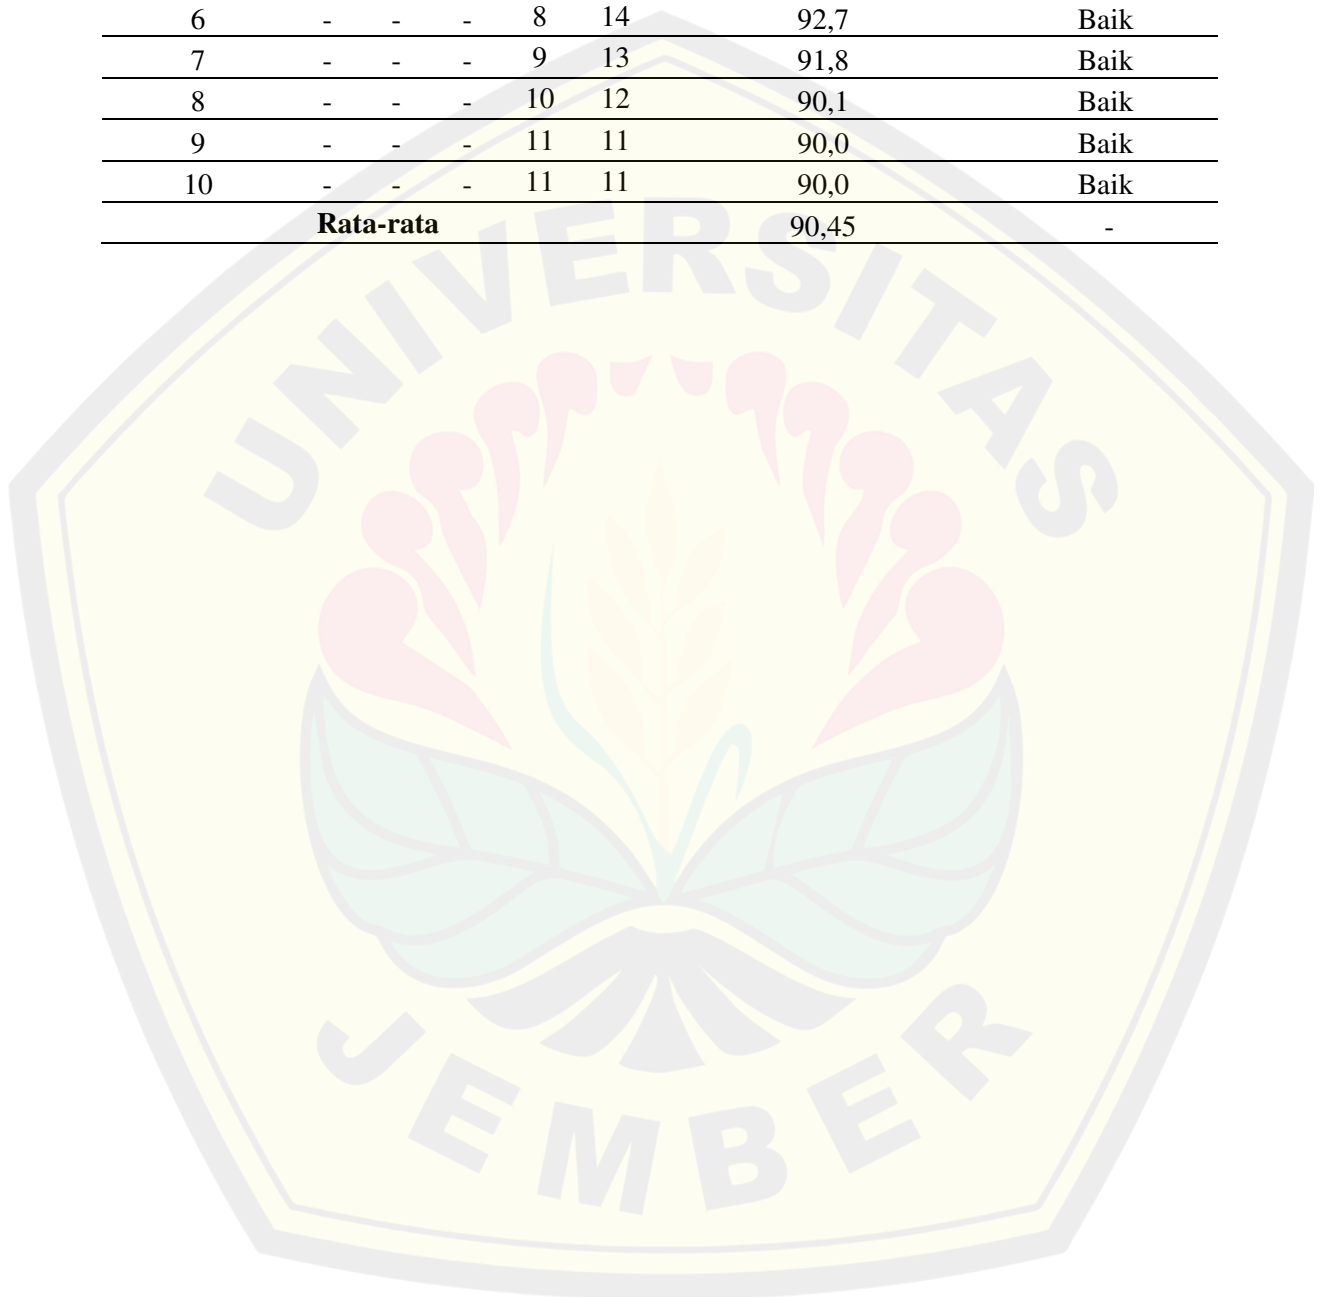 6 - - - 8 14 92,7 Baik
7 - - - 9 13 91,8 Baik
8 - - - 10 12 90,1 Baik
9 - - - 11 11 90,0 Baik
10 - - - 11 11 90,0 Baik
Rata-rata 90,45 -
UNIVERSITAS
JEMBER